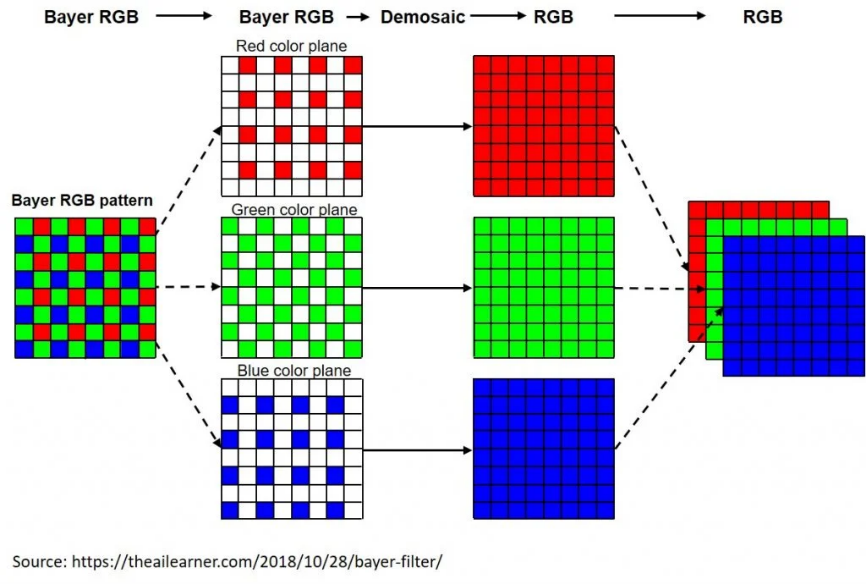 Bayer RGB Bayer RGB Demosaic RGB RGB
Red color plane
Bayer RGB pattern
Green color plane
Blue color plane
Source: https://theailearner.com/2018/10/28/bayer-filter/